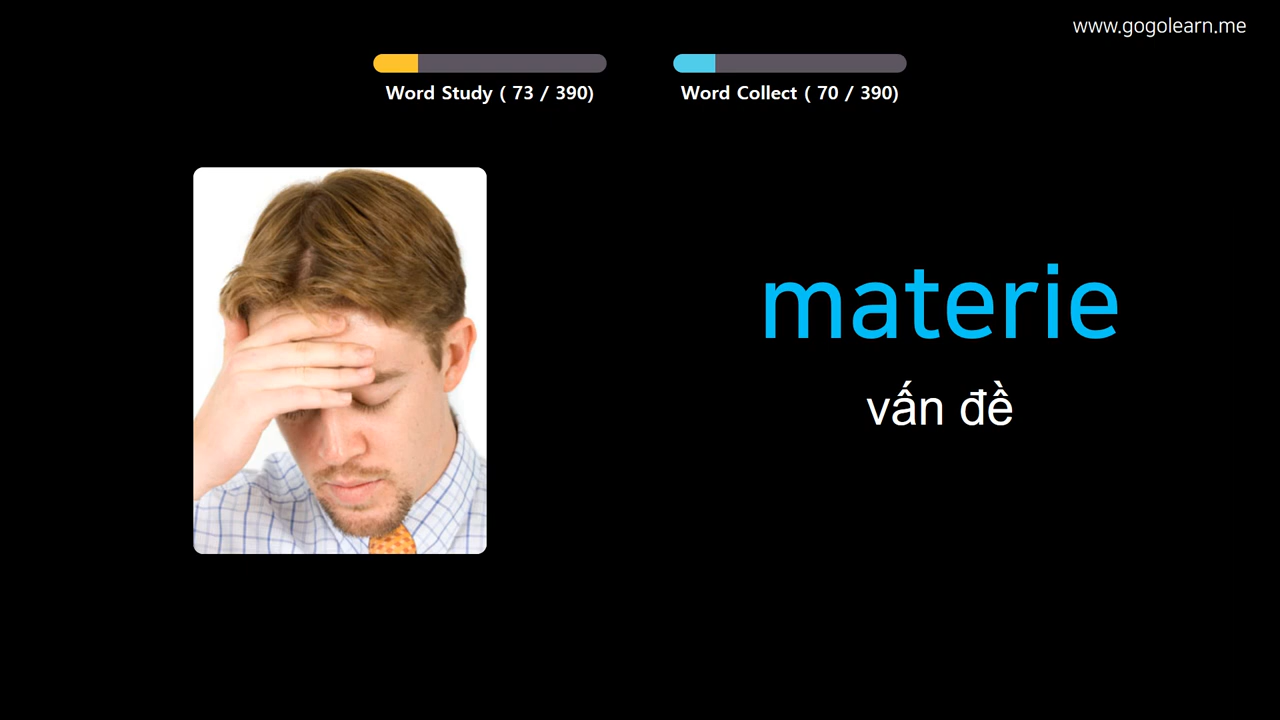 www.gogolearn.me
Word Study ( 73 / 390)
Word Collect ( 70 / 390)
materie
vấn đề